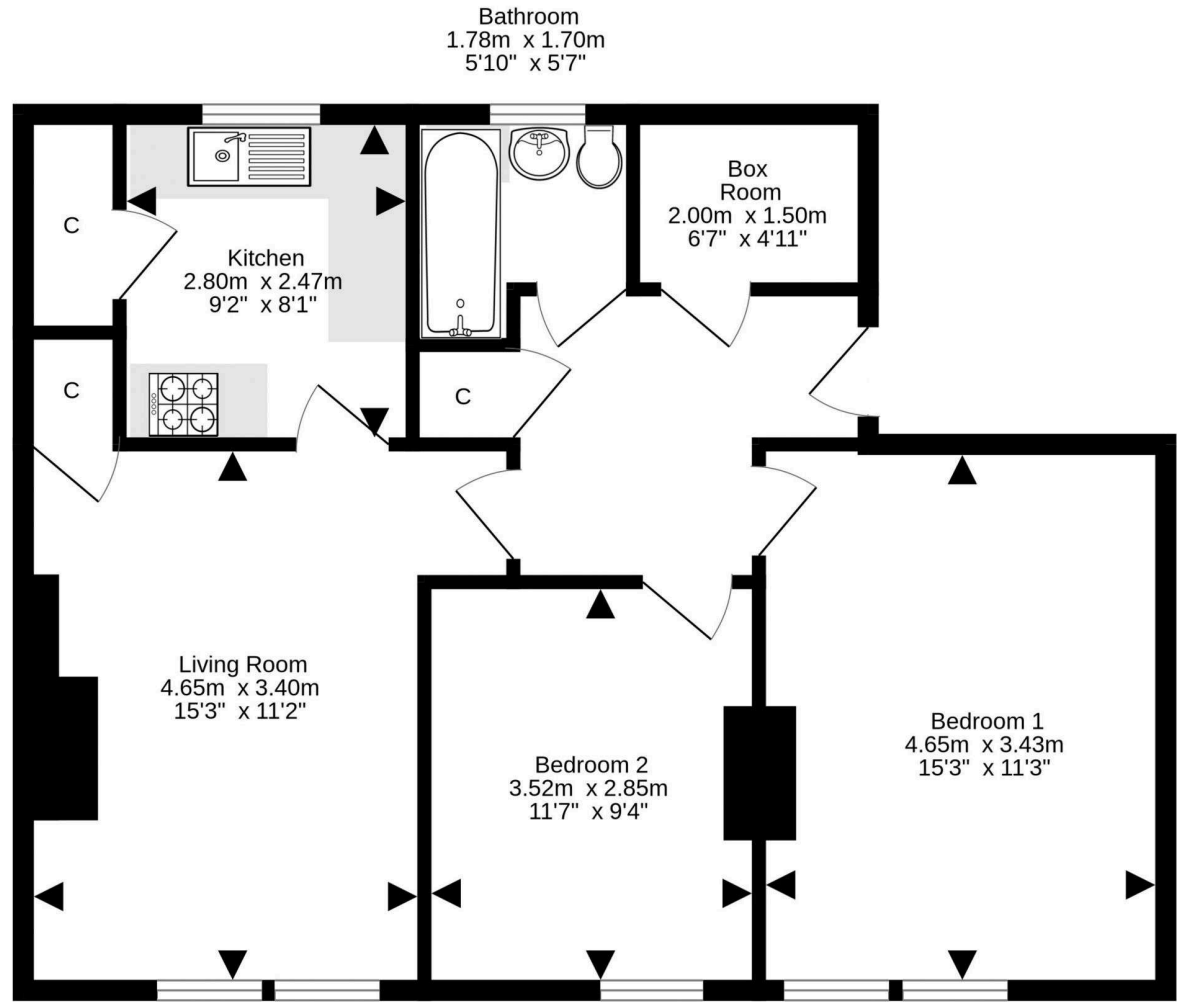 Bathroom
1.78m x 1.70m
5'10" x 5'7"
Box
Room
2.00m x 1.50m
6'7" x 4'11"
C
Kitchen
2.80m x 2.47m
9'2" x 8'1"
C
C
Living Room
4.65m x 3.40m
15'3" x 11'2"
Bedroom 2
3.52m x 2.85m
11'7" x 9'4"
Bedroom 1
4.65m x 3.43m
15'3" x 11'3"